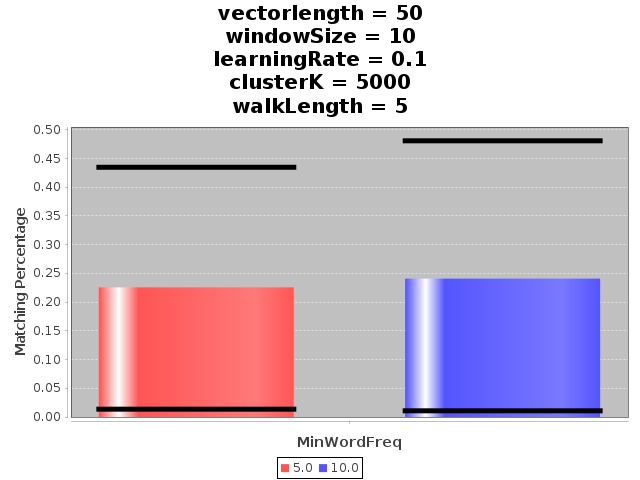 vectorlength = 50
windowSize = 10
learningRate = 0.1
clusterK = 5000
walkLength = 5
0.50
0.45
0.40
0.35
0.30
0.25
0.20
0.15
0.10
0.05
0.00
Matching Percentage
MinWordFreq
5.0 10.0